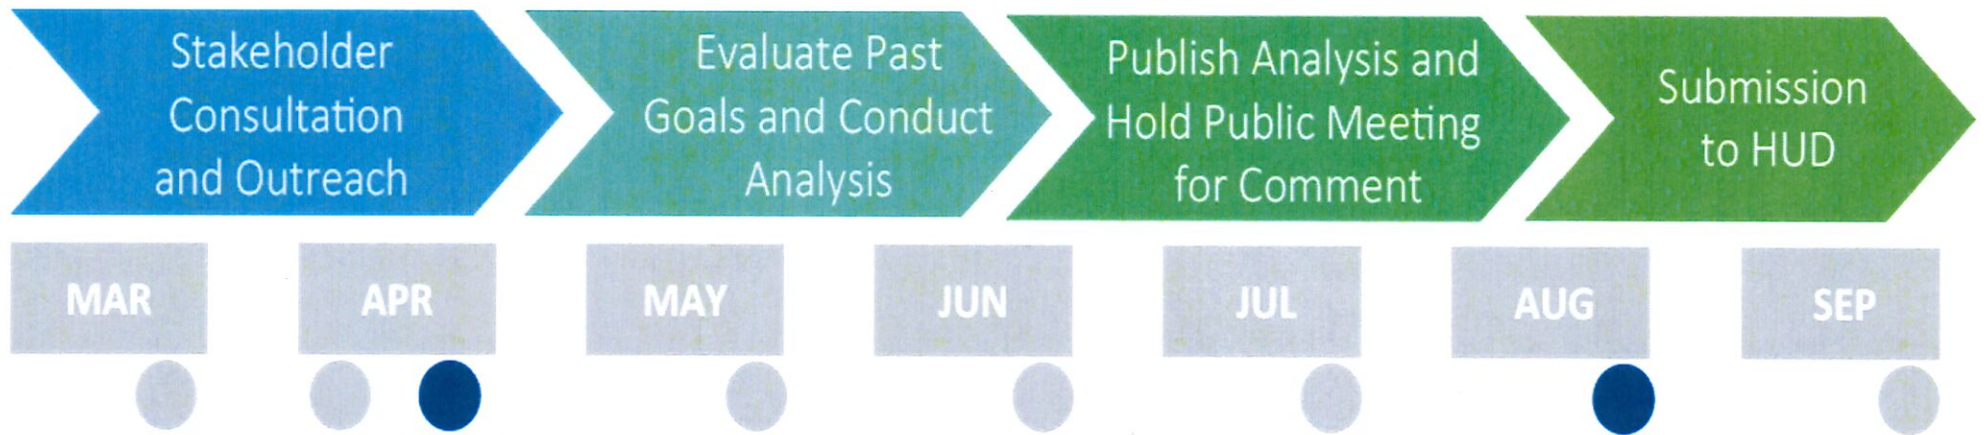 Stakeholder
Consultation
and Outreach
Evaluate Past
Goals and Conduct
Analysis
Publish Analysis and
Hold Public Meeting
for Comment
Submission
to HUD
MAR
APR
MAY
JUN
JUL
AUG
SEP